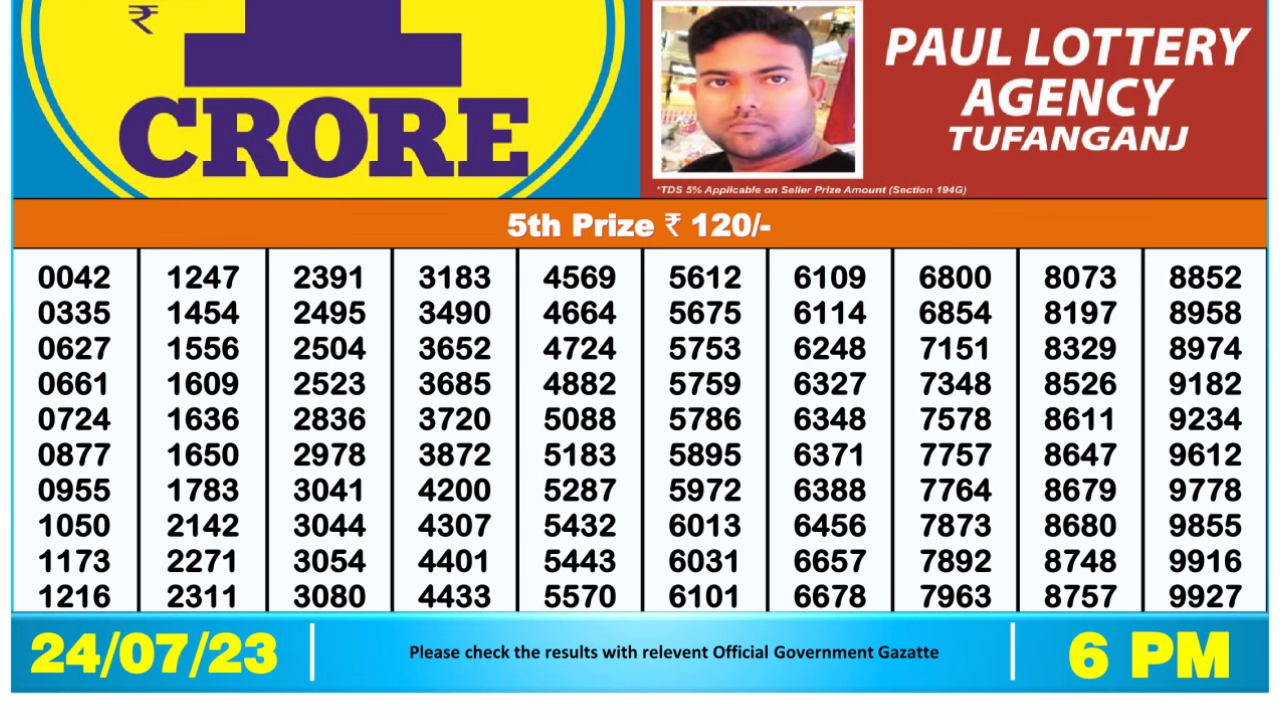 ₹
1
CRORE
PAUL LOTTERY
AGENCY
TUFANGANJ
*TDS 5% Applicable on Seller Prize Amount (Section 194G)
5th Prize ₹ 120/-
0042 1247 2391 3183 4569 5612 6109 6800 8073 8852
0335 1454 2495 3490 4664 5675 6114 6854 8197 8958
0627 1556 2504 3652 4724 5753 6248 7151 8329 8974
0661 1609 2523 3685 4882 5759 6327 7348 8526 9182
0724 1636 2836 3720 5088 5786 6348 7578 8611 9234
0877 1650 2978 3872 5183 5895 6371 7757 8647 9612
0955 1783 3041 4200 5287 5972 6388 7764 8679 9778
1050 2142 3044 4307 5432 6013 6456 7873 8680 9855
1173 2271 3054 4401 5443 6031 6657 7892 8748 9916
1216 2311 3080 4433 5570 6101 6678 7963 8757 9927
24/07/23
Please check the results with relevent Official Government Gazatte
6 PM